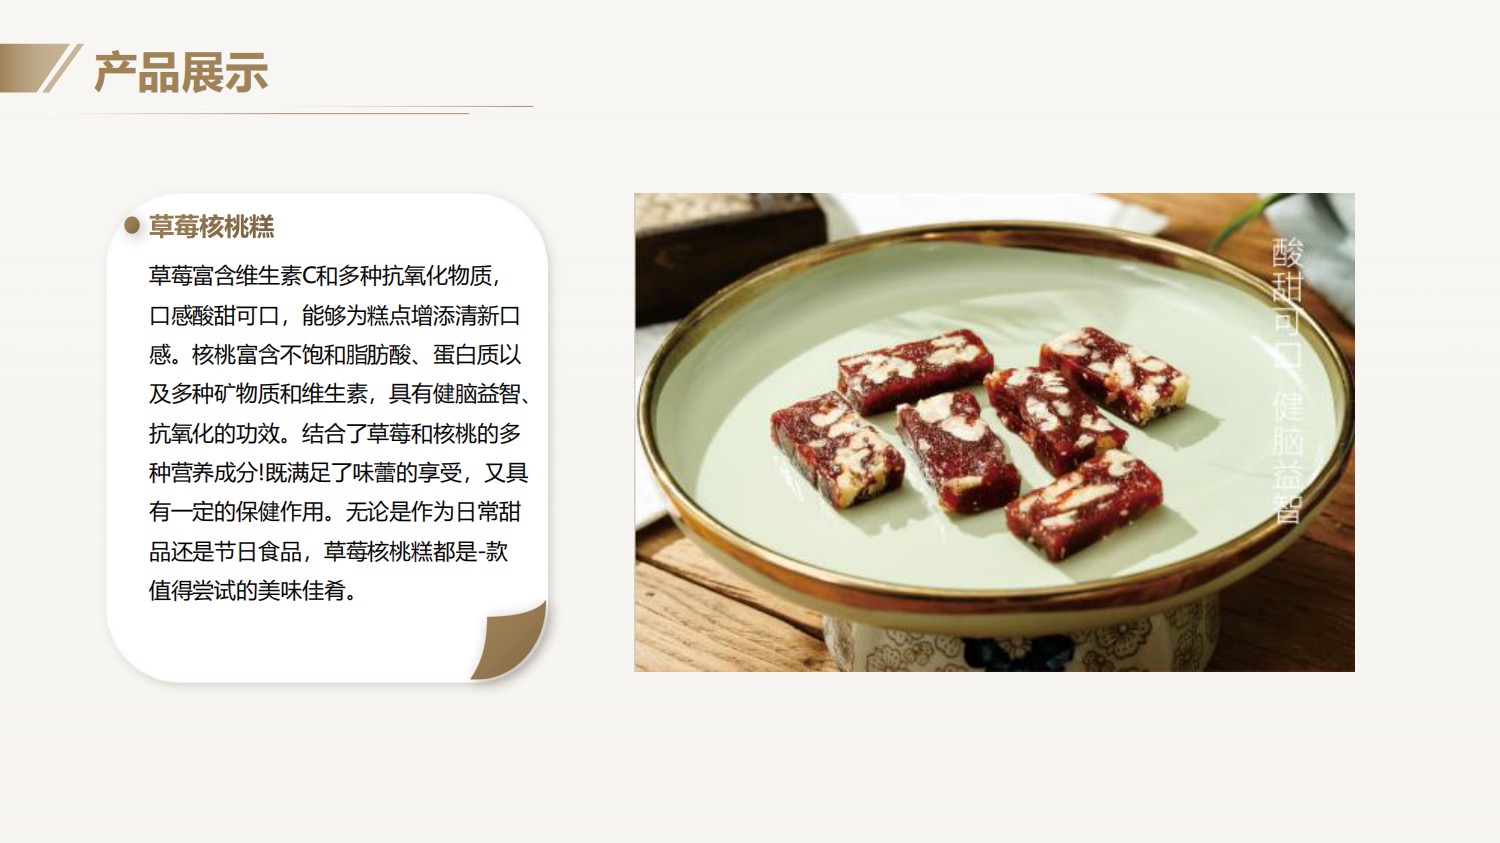 产品展示
草莓核桃糕
草莓富含维生素C和多种抗氧化物质，
口感酸甜可口，能够为糕点增添清新口
感。核桃富含不饱和脂肪酸、蛋白质以
及多种矿物质和维生素，具有健脑益智、
抗氧化的功效。结合了草莓和核桃的多
种营养成分!既满足了味蕾的享受，又具
有一定的保健作用。无论是作为日常甜
品还是节日食品，草莓核桃糕都是-款
值得尝试的美味佳肴。
酸甜可口 健脑益智